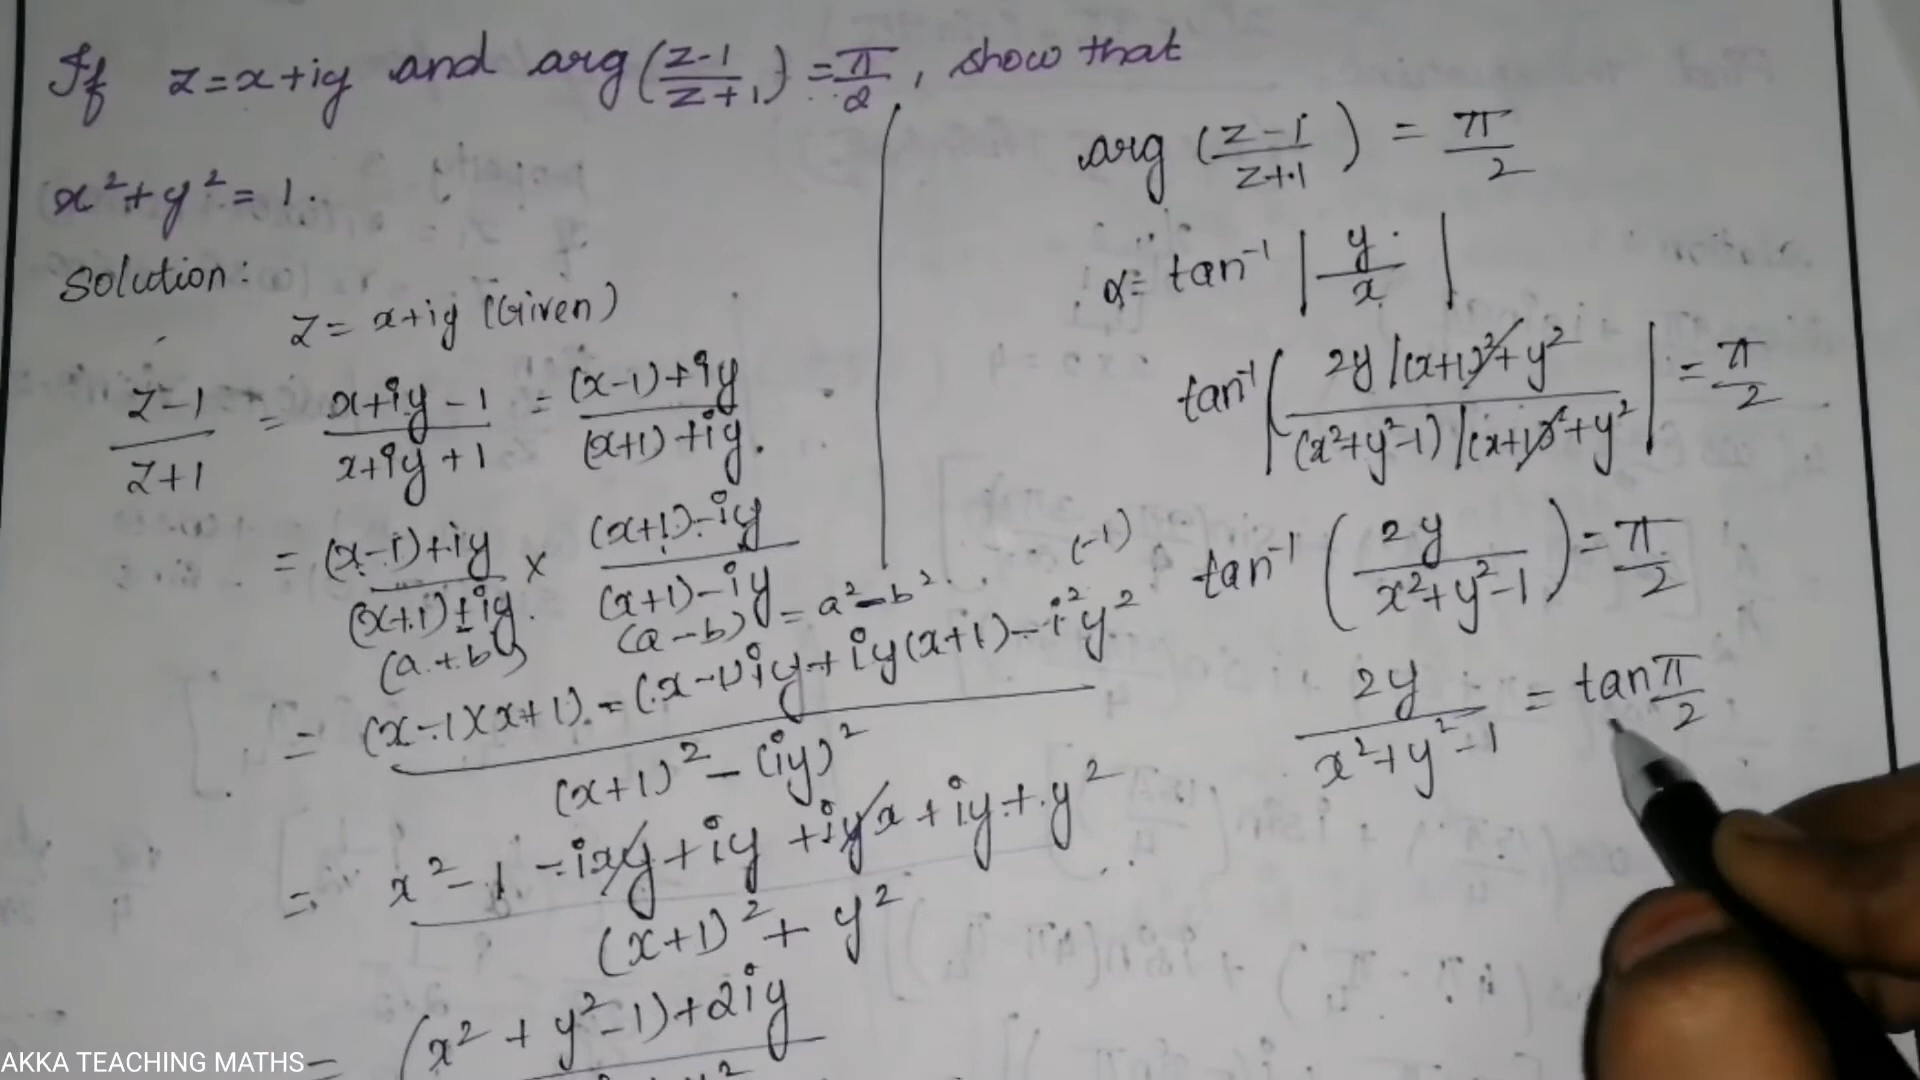 If z=x+iy and arg(z-1/z+1)=π/2, show that
x²+y²=1.
Solution:
z=x+iy (Given)
z-1/z+1 = x+iy-1/x+iy+1 = (x-1)+iy/(x+1)+iy.
= (x-1)+iy/(x+1)+iy × (x+1)-iy/(x+1)-iy
(a+b) (a-b) = a²-b²
(-1)
= (x-1)(x+1)-(x-1)iy+iy(x+1)-i²y²/(x+1)²-(iy)²
= x²-1-ixy+iy+iyx+iy+y²/(x+1)²+y²
= (x²+y²-1)+2iy
arg(z-1/z+1) = π/2
α= tan⁻¹|y/x|
tan⁻¹|2y/(x+1)²+y²/(x²+y²-1)/(x+1)²+y²| = π/2
tan⁻¹(2y/x²+y²-1) = π/2
2y/x²+y²-1 = tan π/2
AKKA TEACHING MATHS